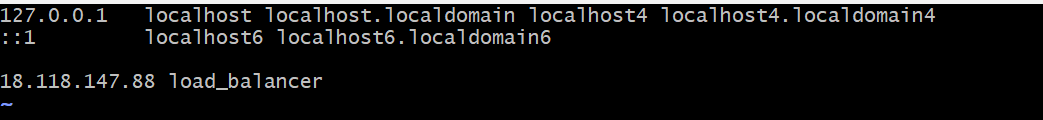 127.0.0.1   localhost localhost.localdomain localhost4 localhost4.localdomain4
::1         localhost6 localhost6.localdomain6
18.118.147.88 load_balancer
~